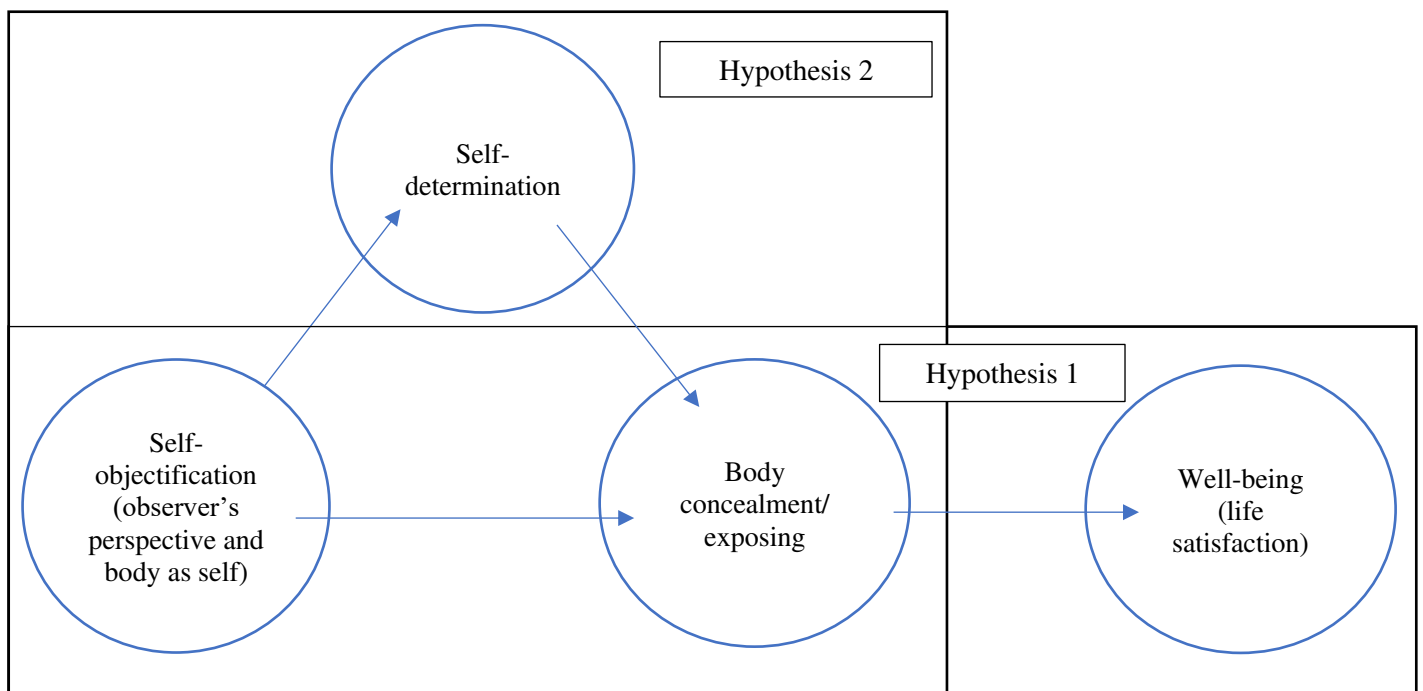 Hypothesis 2
Self-
determination
Hypothesis 1
Self-
objectification
(observer’s
perspective and
body as self)
Body
concealment/
exposing
Well-being
(life
satisfaction)